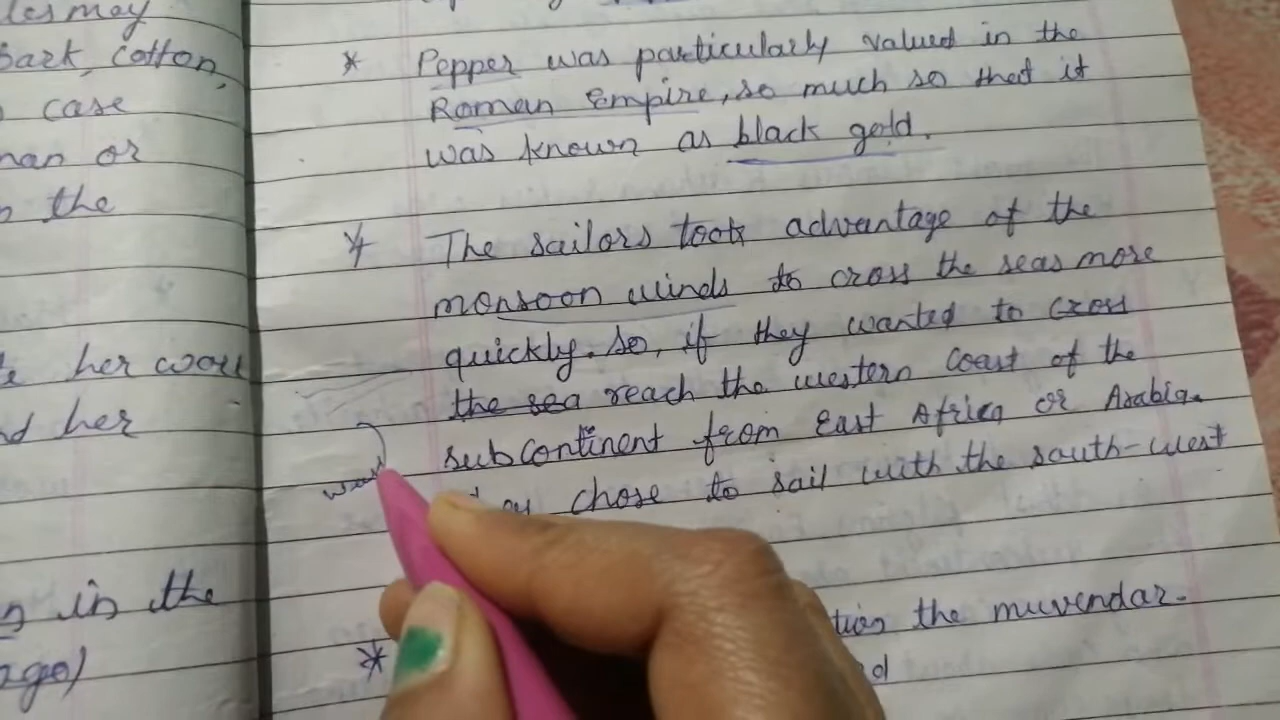 les may
bark, cotton,
case
man or
the
her
nd her
in the
ago)
* Pepper was particularly valued in the
Roman Empire, so much so that it
was known as black gold.
* The sailors took advantage of the
monsoon winds to cross the seas more
quickly. So, if they wanted to cross
the sea reach the western coast of the
subcontinent from East Africa or Arabia
chose to sail with the south-west
the muvendar.
*